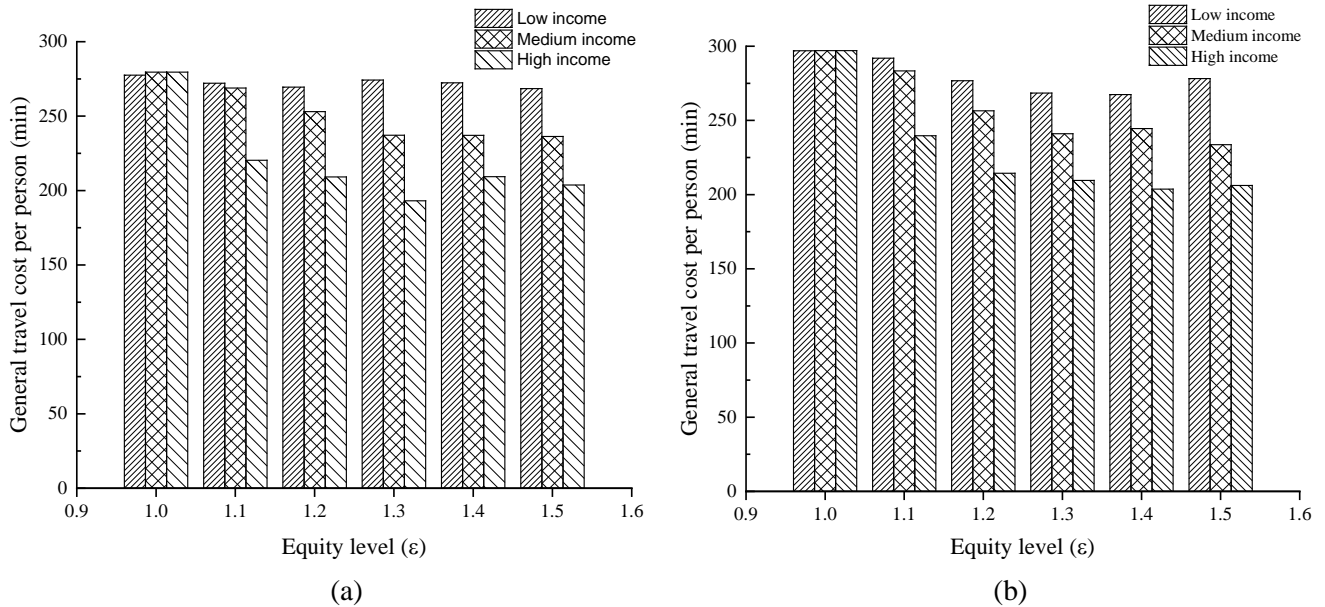 Low income
Medium income
High income
300
250
200
150
100
50
0
General travel cost per person (min)
0.9 1.0 1.1 1.2 1.3 1.4 1.5 1.6
Equity level (ε)
(a)
Low income
Medium income
High income
300
250
200
150
100
50
0
General travel cost per person (min)
0.9 1.0 1.1 1.2 1.3 1.4 1.5 1.6
Equity level (ε)
(b)